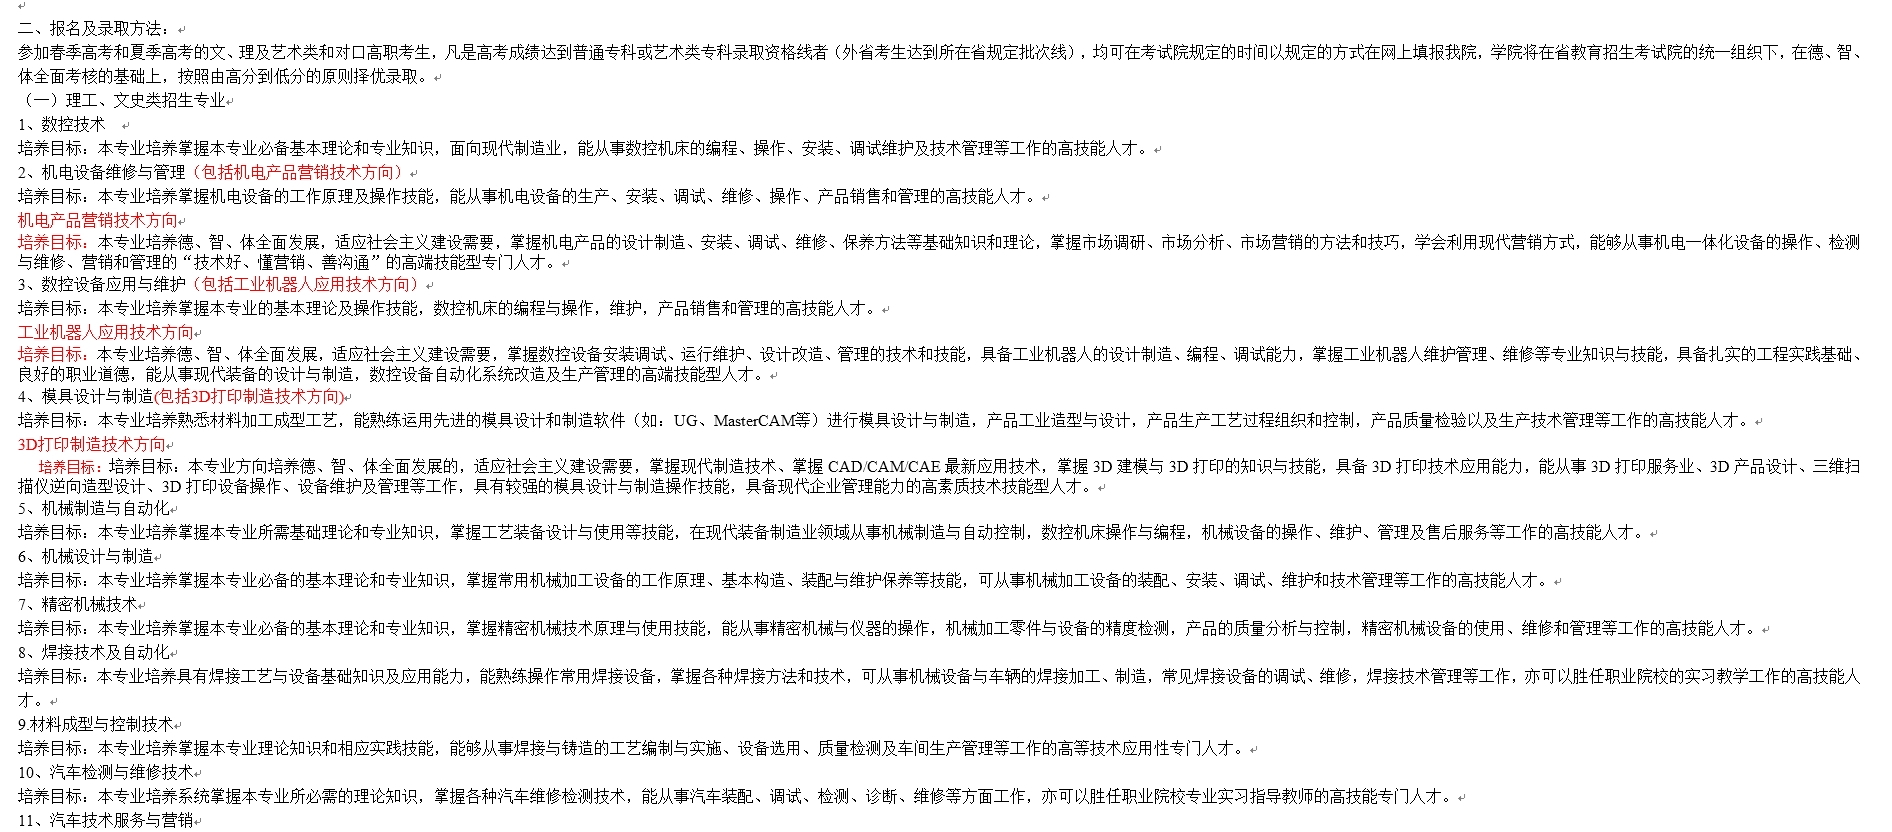 二、报名及录取方法：
参加春季高考和夏季高考的文、理及艺术类和对口高职考生，凡是高考成绩达到普通专科或艺术类专科录取资格线者（外省考生达到所在省规定批次线），均可在考试院规定的时间以规定的方式在网上填报我院，学院将在省教育招生考试院的统一组织下，在德、智、
体全面考核的基础上，按照由高分到低分的原则择优录取。
（一）理工、文史类招生专业
1、数控技术
培养目标：本专业培养掌握本专业必备基本理论和专业知识，面向现代制造业，能从事数控机床的编程、操作、安装、调试维护及技术管理等工作的高技能人才。
2、机电设备维修与管理（包括机电产品营销技术方向）
培养目标：本专业培养掌握机电设备的工作原理及操作技能，能从事机电设备的生产、安装、调试、维修、操作、产品销售和管理的高技能人才。
机电产品营销技术方向
培养目标：本专业培养德、智、体全面发展，适应社会主义建设需要，掌握机电产品的设计制造、安装、调试、维修、保养方法等基础知识和理论，掌握市场调研、市场分析、市场营销的方法和技巧，学会利用现代营销方式，能够从事机电一体化设备的操作、检测
与维修、营销和管理的“技术好、懂营销、善沟通”的高端技能型专门人才。
3、数控设备应用与维护（包括工业机器人应用技术方向）
培养目标：本专业培养掌握本专业的基本理论及操作技能，数控机床的编程与操作，维护，产品销售和管理的高技能人才。
工业机器人应用技术方向
培养目标：本专业培养德、智、体全面发展，适应社会主义建设需要，掌握数控设备安装调试、运行维护、设计改造、管理的技术和技能，具备工业机器人的设计制造、编程、调试能力，掌握工业机器人维护管理、维修等专业知识与技能，具备扎实的工程实践基础、
良好的职业道德，能从事现代装备的设计与制造，数控设备自动化系统改造及生产管理的高端技能型人才。
4、模具设计与制造(包括3D打印制造技术方向)
培养目标：本专业培养熟悉材料加工成型工艺，能熟练运用先进的模具设计和制造软件（如：UG、MasterCAM等）进行模具设计与制造，产品工业造型与设计，产品生产工艺过程组织和控制，产品质量检验以及生产技术管理等工作的高技能人才。
3D打印制造技术方向
培养目标：培养目标：本专业方向培养德、智、体全面发展的，适应社会主义建设需要，掌握现代制造技术、掌握 CAD/CAM/CAE 最新应用技术，掌握 3D 建模与 3D 打印的知识与技能，具备 3D 打印技术应用能力，能从事 3D 打印服务业、3D 产品设计、三维扫
描仪逆向造型设计、3D 打印设备操作、设备维护及管理等工作，具有较强的模具设计与制造操作技能，具备现代企业管理能力的高素质技术技能型人才。
5、机械制造与自动化
培养目标：本专业培养掌握本专业所需基础理论和专业知识，掌握工艺装备设计与使用等技能，在现代装备制造业领域从事机械制造与自动控制，数控机床操作与编程，机械设备的操作、维护、管理及售后服务等工作的高技能人才。
6、机械设计与制造
培养目标：本专业培养掌握本专业必备的基本理论和专业知识，掌握常用机械加工设备的工作原理、基本构造、装配与维护保养等技能，可从事机械加工设备的装配、安装、调试、维护和技术管理等工作的高技能人才。
7、精密机械技术
培养目标：本专业培养掌握本专业必备的基本理论和专业知识，掌握精密机械技术原理与使用技能，能从事精密机械与仪器的操作，机械加工零件与设备的精度检测，产品的质量分析与控制，精密机械设备的使用、维修和管理等工作的高技能人才。
8、焊接技术及自动化
培养目标：本专业培养具有焊接工艺与设备基础知识及应用能力，能熟练操作常用焊接设备，掌握各种焊接方法和技术，可从事机械设备与车辆的焊接加工、制造，常见焊接设备的调试、维修，焊接技术管理等工作，亦可以胜任职业院校的实习教学工作的高技能人
才。
9.材料成型与控制技术
培养目标：本专业培养掌握本专业理论知识和相应实践技能，能够从事焊接与铸造的工艺编制与实施、设备选用、质量检测及车间生产管理等工作的高等技术应用性专门人才。
10、汽车检测与维修技术
培养目标：本专业培养系统掌握本专业所必需的理论知识，掌握各种汽车维修检测技术，能从事汽车装配、调试、检测、诊断、维修等方面工作，亦可以胜任职业院校专业实习指导教师的高技能专门人才。
11、汽车技术服务与营销